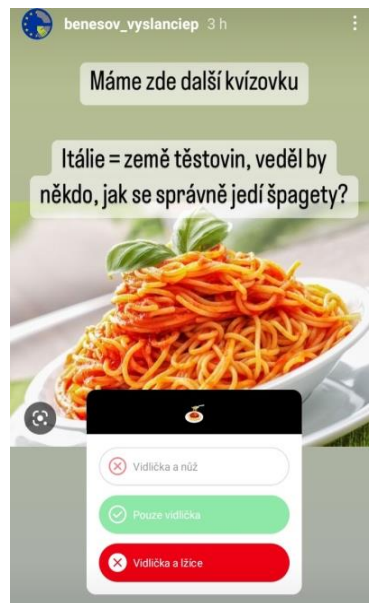 benesov_vyslanciep 3 h
Máme zde další kvízovku
Itálie = země těstovin, veděl by
někdo, jak se správně jedí špagety?
Vidlička a nůž
Pouze vidlička
Vidlička a lžíce